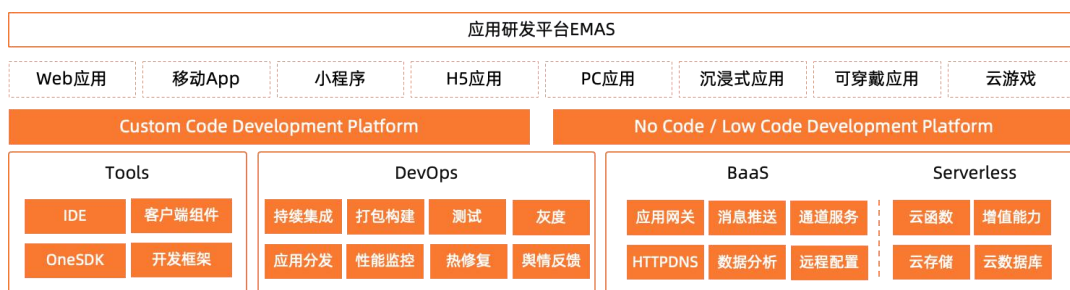 应用研发平台EMAS
Web应用 移动App 小程序 H5应用 PC应用 沉浸式应用 可穿戴应用 云游戏
Custom Code Development Platform No Code / Low Code Development Platform
Tools DevOps BaaS Serverless
IDE 客户端组件 持续集成 打包构建 测试 灰度 应用网关 消息推送 通道服务 云函数 增值能力
OneSDK 开发框架 应用分发 性能监控 热修复 舆情反馈 HTTPDNS 数据分析 远程配置 云存储 云数据库